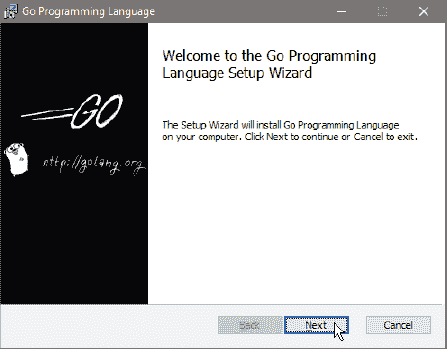 Go Programming Language
Welcome to the Go Programming
Language Setup Wizard
GO
The Setup Wizard will install Go Programming Language
on your computer. Click Next to continue or Cancel to exit.
http://golang.org
Back
Next
Cancel